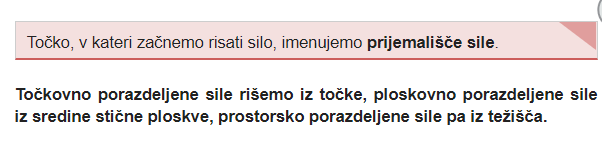 Točko, v kateri začnemo risati silo, imenujemo prijemališče sile.
Točkovno porazdeljene sile rišemo iz točke, ploskovno porazdeljene sile
iz sredine stične ploskve, prostorsko porazdeljene sile pa iz težišča.